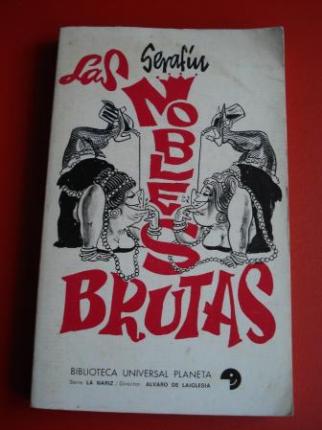 Serafín
Las
NOBLES
BRUTAS
BIBLIOTECA UNIVERSAL PLANETA
Serie LA NARIZ / Director: ALVARO DE LAIGLESIA